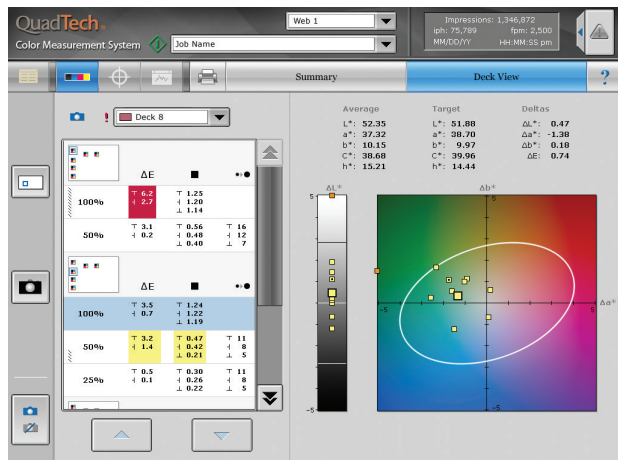 QuadTech
Color Measurement System
Job Name
Web 1
Impressions: 1,346,872
iph: 75,789 fpm: 2,500
MM/DD/YY HH:MM:SS pm
Summary
Deck View
?
! Deck 8
ΔE
100% ⊤ 6.2 ⊤ 1.25
⊣ 2.7 ⊣ 1.20
⊥ 1.14
50% ⊤ 3.1 ⊤ 0.56 ⊤ 16
⊣ 0.2 ⊣ 0.48 ⊣ 12
⊥ 0.40 ⊥ 7
ΔE
100% ⊤ 3.5 ⊤ 1.24
⊣ 0.7 ⊣ 1.22
⊥ 1.19
50% ⊤ 3.2 ⊤ 0.47 ⊤ 11
⊣ 1.4 ⊣ 0.42 ⊣ 8
⊥ 0.21 ⊥ 5
25% ⊤ 0.5 ⊤ 0.30 ⊤ 11
⊣ 0.1 ⊣ 0.26 ⊣ 8
⊥ 0.22 ⊥ 5
Average Target Deltas
L*: 52.35 L*: 51.88 ΔL*: 0.47
a*: 37.32 a*: 38.70 Δa*: -1.38
b*: 10.15 b*: 9.97 Δb*: 0.18
C*: 38.68 C*: 39.96 ΔE: 0.74
h*: 15.21 h*: 14.44
ΔL*
5
-5
Δb*
5
-5
5
Δa*
-5